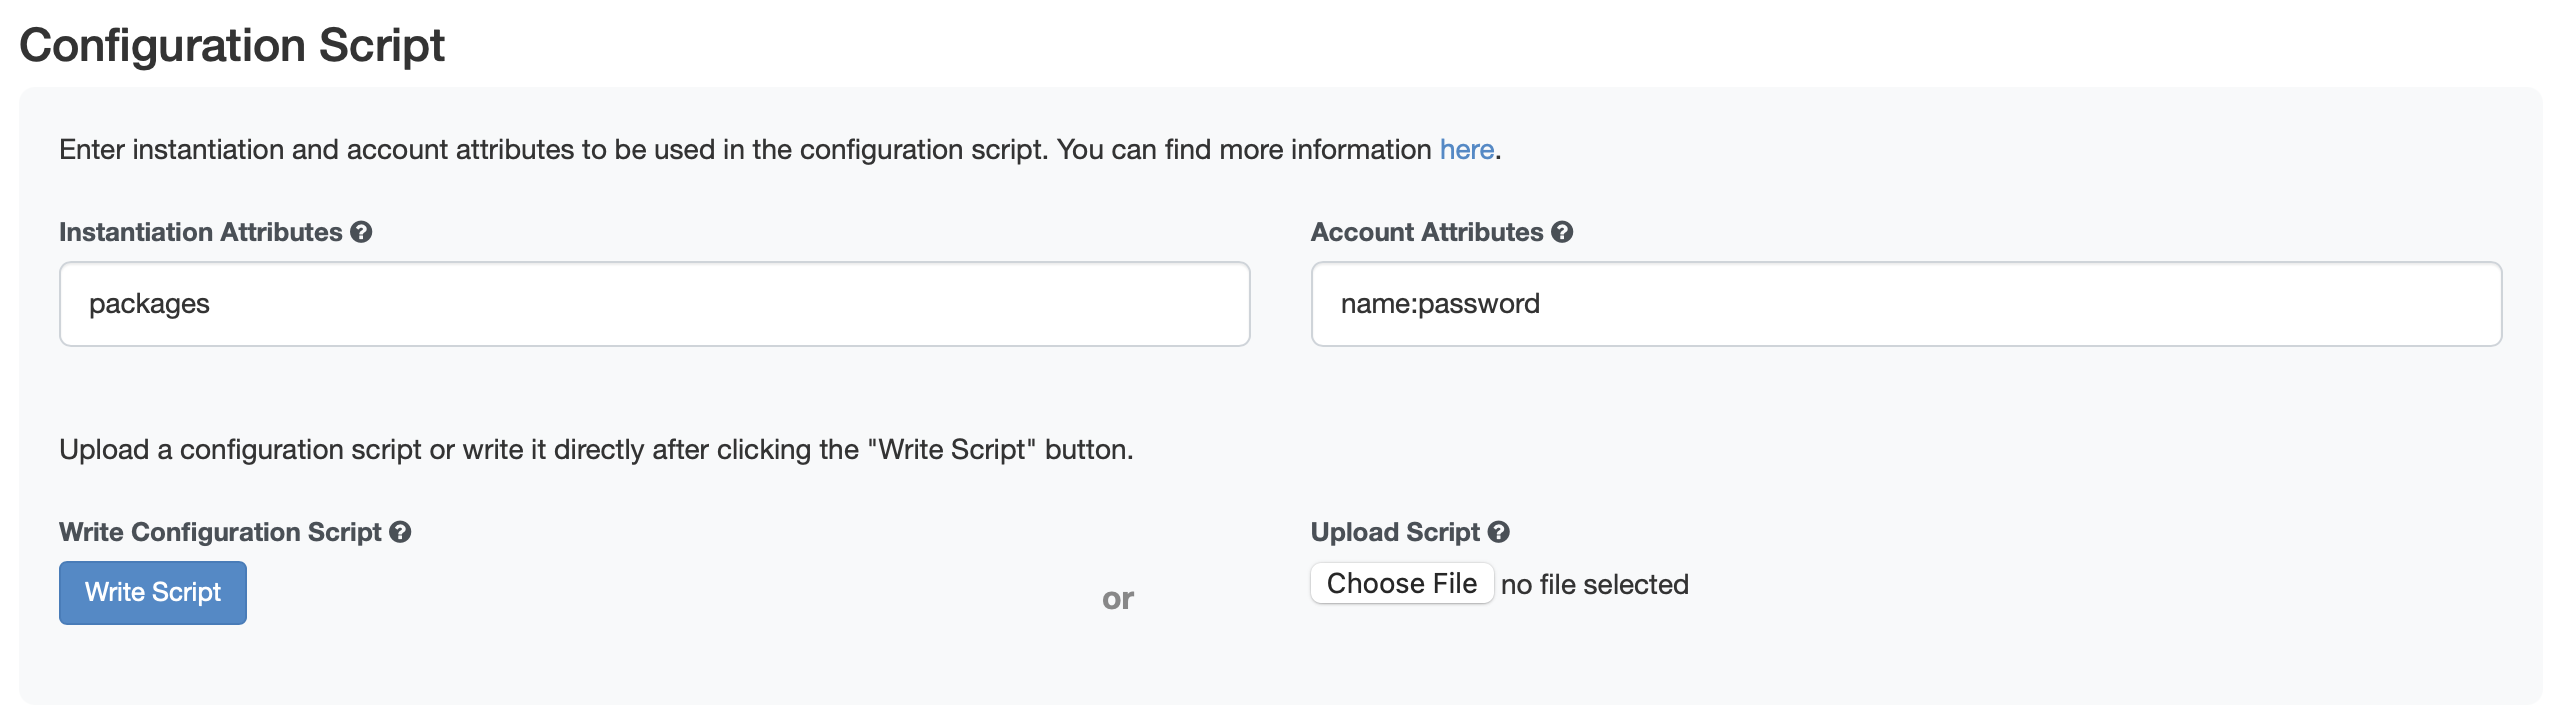 Configuration Script
Enter instantiation and account attributes to be used in the configuration script. You can find more information here.
Instantiation Attributes ?
Account Attributes ?
packages
name:password
Upload a configuration script or write it directly after clicking the "Write Script" button.
Write Configuration Script ?
Upload Script ?
Write Script
or
Choose File no file selected